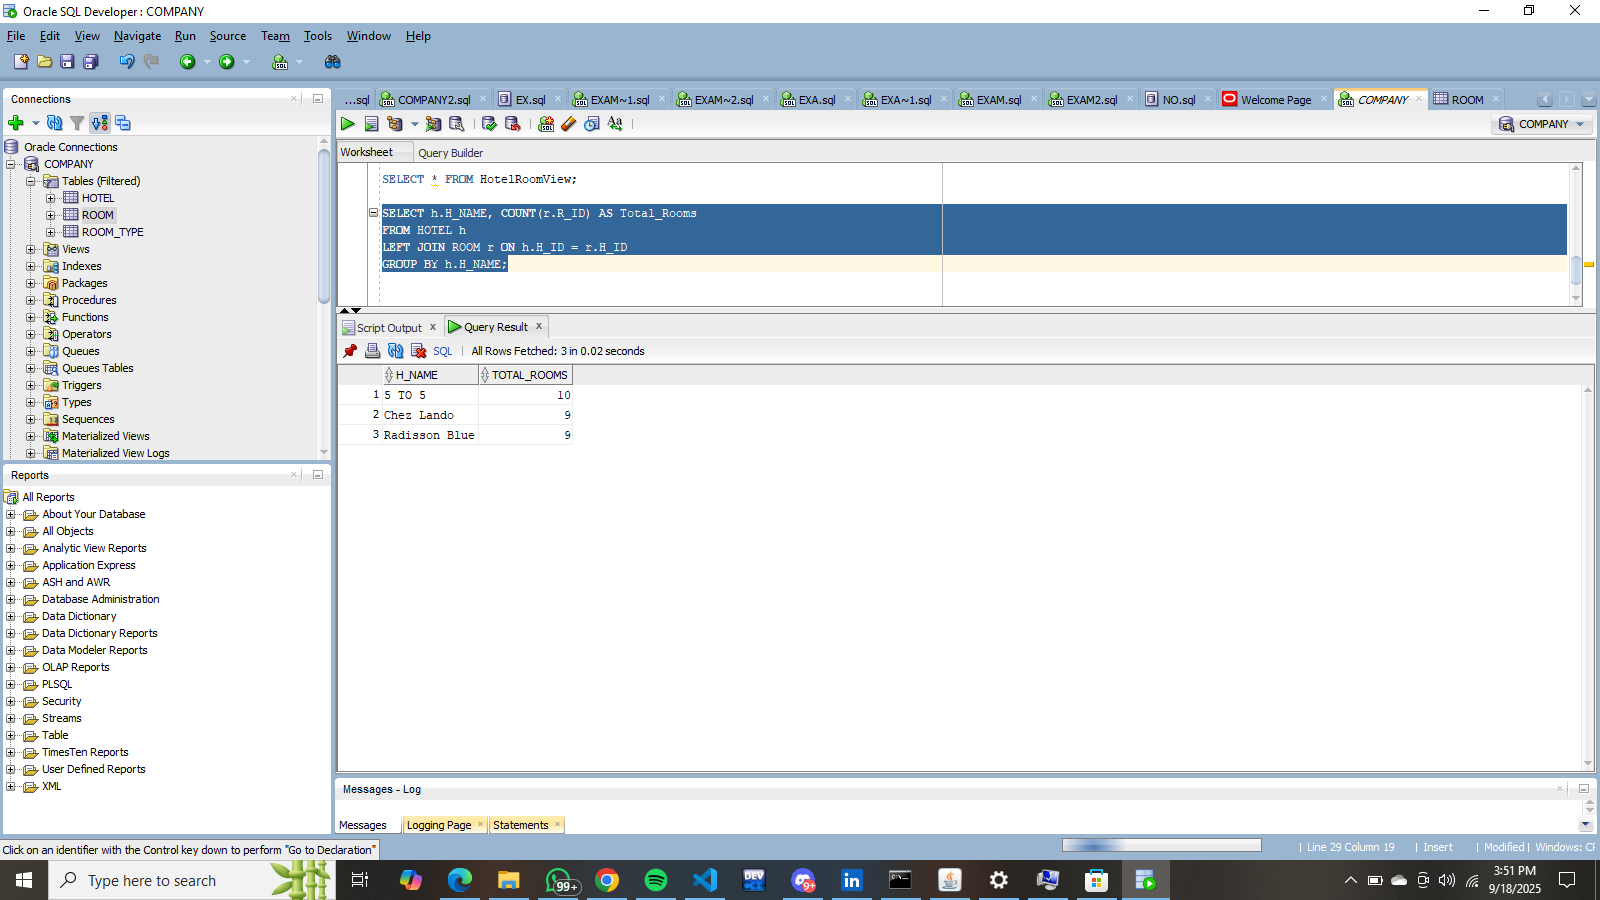 Oracle SQL Developer : COMPANY
File Edit View Navigate Run Source Team Tools Window Help
Connections
Oracle Connections
COMPANY
Tables (Filtered)
HOTEL
ROOM
ROOM_TYPE
Views
Indexes
Packages
Procedures
Functions
Operators
Queues
Queues Tables
Triggers
Types
Sequences
Materialized Views
Materialized View Logs
Reports
All Reports
About Your Database
All Objects
Analytic View Reports
Application Express
ASH and AWR
Database Administration
Data Dictionary
Data Dictionary Reports
Data Modeler Reports
OLAP Reports
PLSQL
Security
Streams
Table
TimesTen Reports
User Defined Reports
XML
...sql COMPANY2.sql EX.sql EXAM~1.sql EXAM~2.sql EXA.sql EXA~1.sql EXAM.sql EXAM2.sql NO.sql Welcome Page COMPANY ROOM
COMPANY
Worksheet Query Builder
SELECT * FROM HotelRoomView;
SELECT h.H_NAME, COUNT(r.R_ID) AS Total_Rooms
FROM HOTEL h
LEFT JOIN ROOM r ON h.H_ID = r.H_ID
GROUP BY h.H_NAME;
Script Output x Query Result x
SQL | All Rows Fetched: 3 in 0.02 seconds
H_NAME TOTAL_ROOMS
1 5 TO 5 10
2 Chez Lando 9
3 Radisson Blue 9
Messages - Log
Messages Logging Page Statements
Click on an identifier with the Control key down to perform "Go to Declaration"
| Line 29 Column 19 | Insert | Modified | Windows: CF
Type here to search
99+
DEV
9+
3:51 PM
9/18/2025